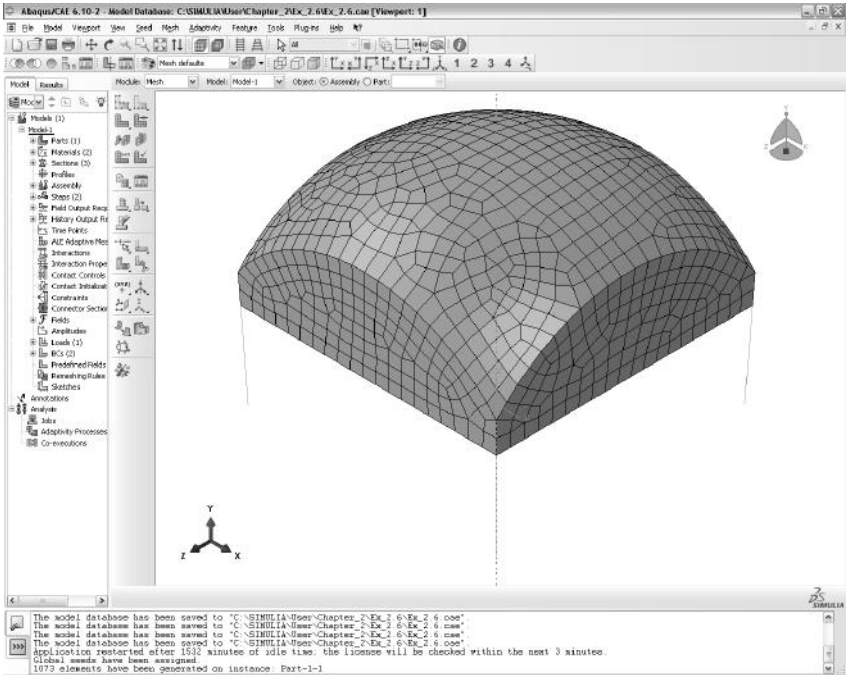 Abaqus/CAE 6.10-2 - Model Database: C:\SIMULIA\User\Chapter_2\Ex_2.6\Ex_2.6.cae [Viewport: 1]
File Model Viewport View Seed Mesh Adaptivity Feature Tools Plug-ins Help
All
Mesh defaults
1 2 3 4
Model Results
Module: Mesh Model: Model-1 Object: Assembly Part:
Models (1)
Model-1
Parts (1)
Materials (2)
Sections (3)
Profiles
Assembly
Steps (2)
Field Output Requ
History Output Re
Time Points
ALE Adaptive Mes
Interactions
Interaction Prope
Contact Controls
Contact Initializat
Constraints
Connector Section
Fields
Amplitudes
Loads (1)
BCs (2)
Predefined Fields
Remeshing Rules
Sketches
Annotations
Analysis
Jobs
Adaptivity Processes
Co-executions
Y
Z
X
Y
Z
X
SIMULIA
The model database has been saved to "C:\SIMULIA\User\Chapter_2\Ex_2.6\Ex_2.6.cae".
The model database has been saved to "C:\SIMULIA\User\Chapter_2\Ex_2.6\Ex_2.6.cae".
The model database has been saved to "C:\SIMULIA\User\Chapter_2\Ex_2.6\Ex_2.6.cae".
The model database has been saved to "C:\SIMULIA\User\Chapter_2\Ex_2.6\Ex_2.6.cae".
Application restarted after 1532 minutes of idle time; the license will be checked within the next 3 minutes.
Global seeds have been assigned.
1073 elements have been generated on instance: Part-1-1